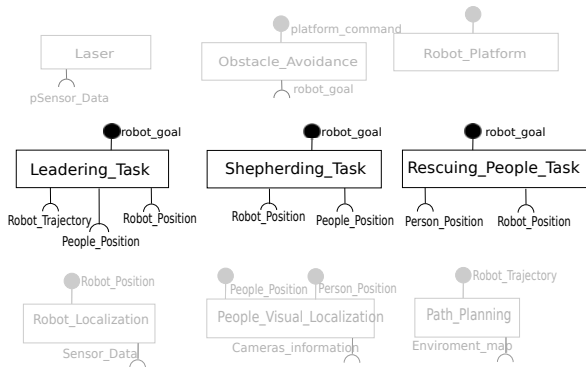 platform_command
Laser
Obstacle_Avoidance
Robot_Platform
pSensor_Data
robot_goal
robot_goal
robot_goal
robot_goal
Leadering_Task
Shepherding_Task
Rescuing_People_Task
Robot_Trajectory
Robot_Position
Robot_Position
People_Position
Person_Position
Robot_Position
People_Position
Robot_Position
People_Position
Person_Position
Robot_Trajectory
Robot_Localization
People_Visual_Localization
Path_Planning
Sensor_Data
Cameras_information
Enviroment_map